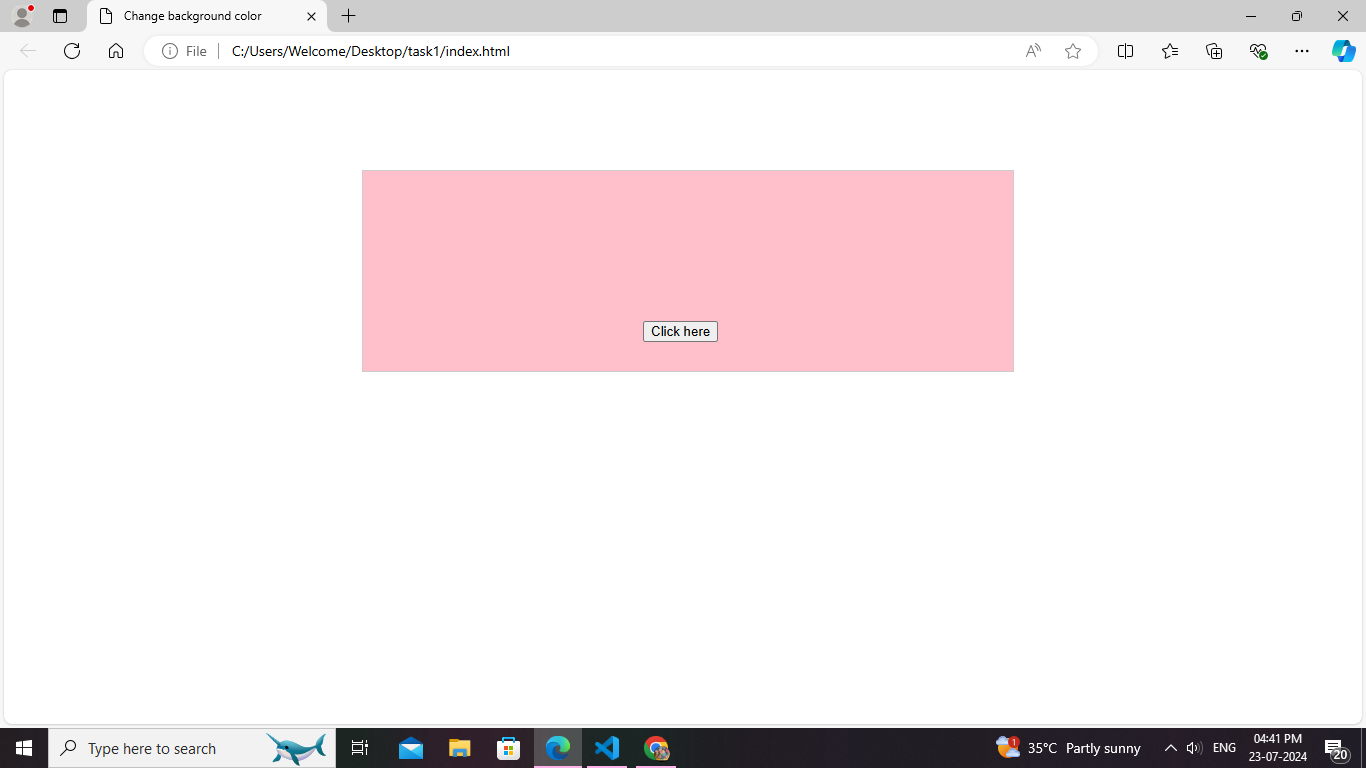 Change background color
File
C:/Users/Welcome/Desktop/task1/index.html
Click here
Type here to search
1
35°C Partly sunny
ENG
04:41 PM
23-07-2024
20